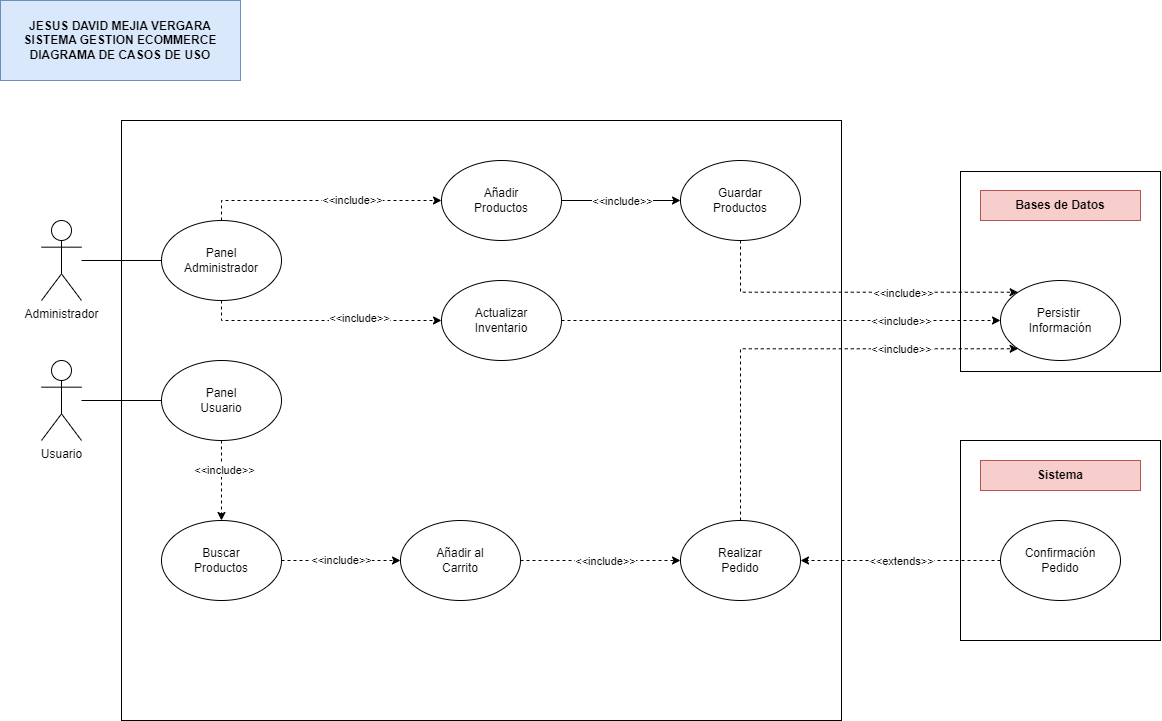 JESUS DAVID MEJIA VERGARA
SISTEMA GESTION ECOMMERCE
DIAGRAMA DE CASOS DE USO
Añadir
Productos
Guardar
Productos
<<include>>
<<include>>
Bases de Datos
Panel
Administrador
Administrador
<<include>>
Actualizar
Inventario
<<include>>
<<include>>
<<include>>
Persistir
Información
Panel
Usuario
Usuario
<<include>>
Sistema
Buscar
Productos
<<include>>
Añadir al
Carrito
<<include>>
Realizar
Pedido
<<extends>>
Confirmación
Pedido